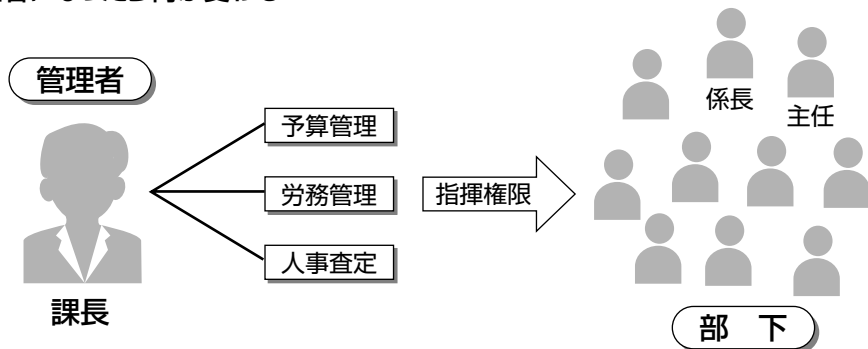 管理者
課長
予算管理
労務管理
人事査定
指揮権限
係長
主任
部 下